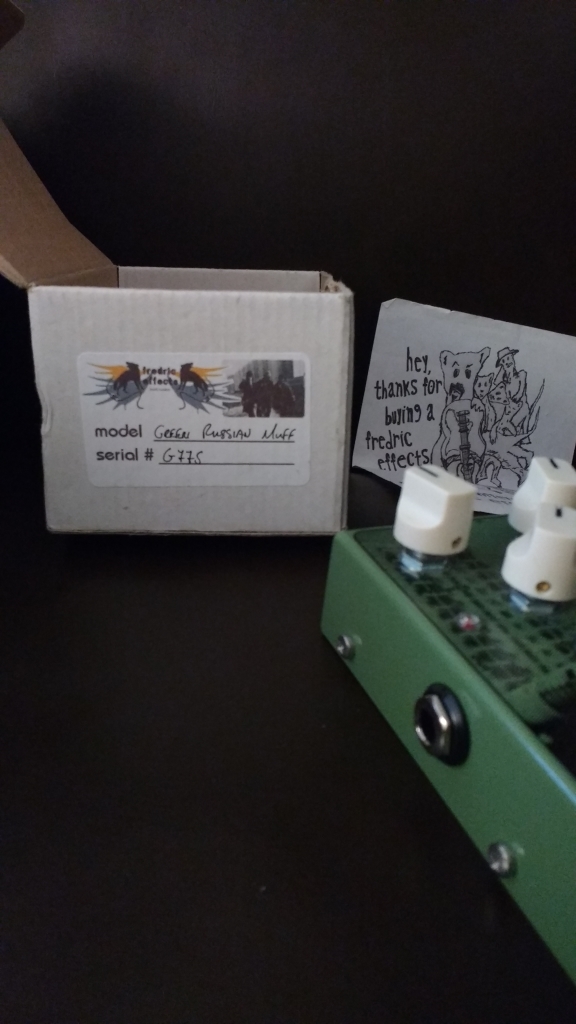 fredric
effects
model Green Russian Muff
serial # G775
hey,
thanks for
buying a
fredric
effects